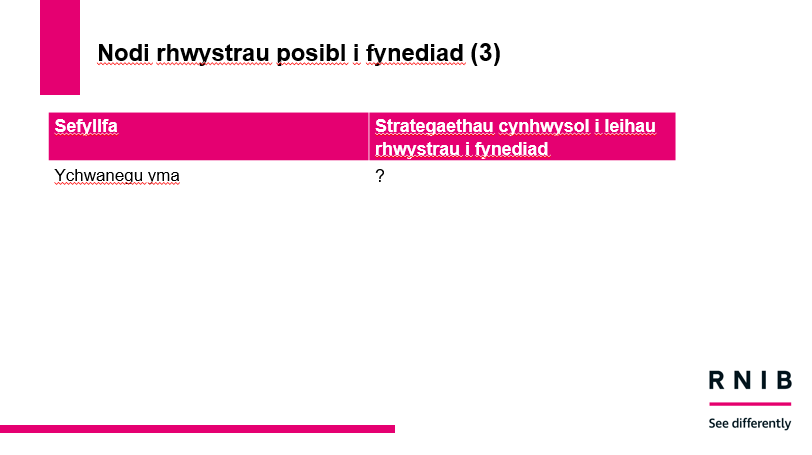 Nodi rhwystrau posibl i fynediad (3)
Sefyllfa
Strategaethau cynhwysol i leihau
rhwystrau i fynediad
Ychwanegu yma
?
RNIB
See differently